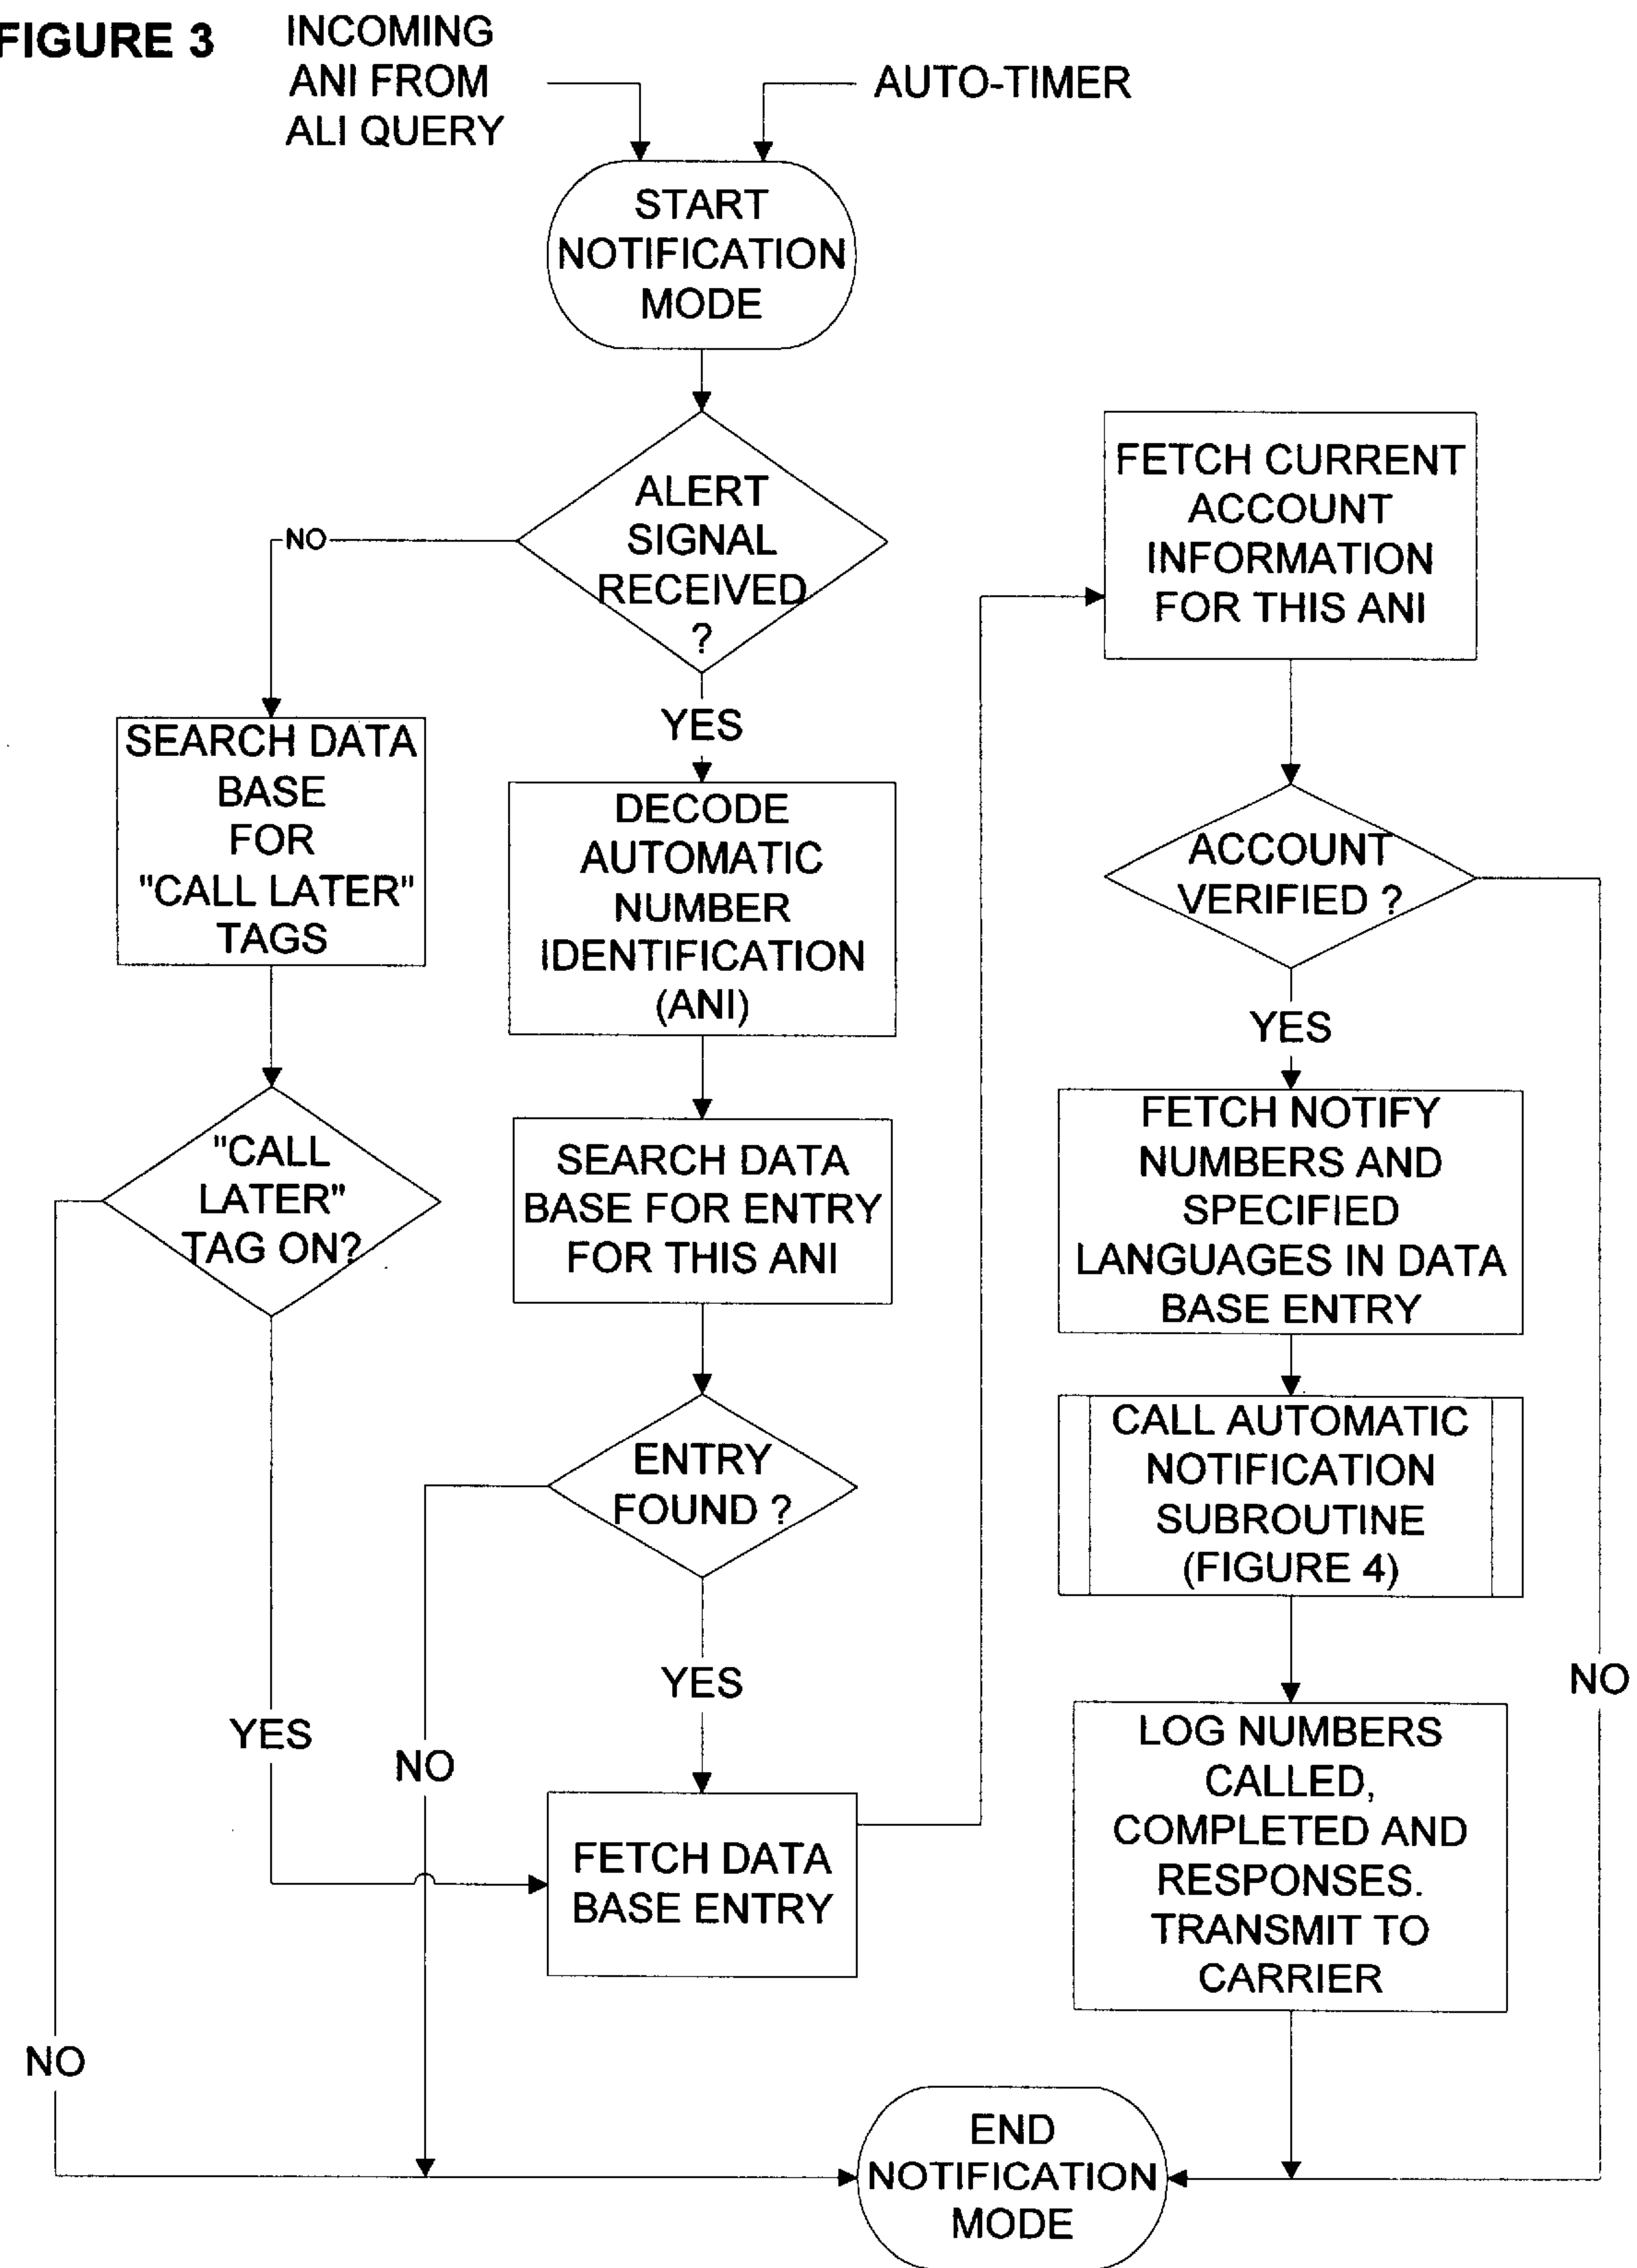 FIGURE 3
INCOMING
ANI FROM
ALI QUERY
AUTO-TIMER
START
NOTIFICATION
MODE
ALERT
SIGNAL
RECEIVED
?
NO
YES
SEARCH DATA
BASE
FOR
"CALL LATER"
TAGS
DECODE
AUTOMATIC
NUMBER
IDENTIFICATION
(ANI)
"CALL
LATER"
TAG ON?
SEARCH DATA
BASE FOR ENTRY
FOR THIS ANI
ENTRY
FOUND ?
YES
YES
NO
NO
FETCH DATA
BASE ENTRY
FETCH CURRENT
ACCOUNT
INFORMATION
FOR THIS ANI
ACCOUNT
VERIFIED ?
YES
FETCH NOTIFY
NUMBERS AND
SPECIFIED
LANGUAGES IN DATA
BASE ENTRY
CALL AUTOMATIC
NOTIFICATION
SUBROUTINE
(FIGURE 4)
NO
LOG NUMBERS
CALLED,
COMPLETED AND
RESPONSES.
TRANSMIT TO
CARRIER
END
NOTIFICATION
MODE